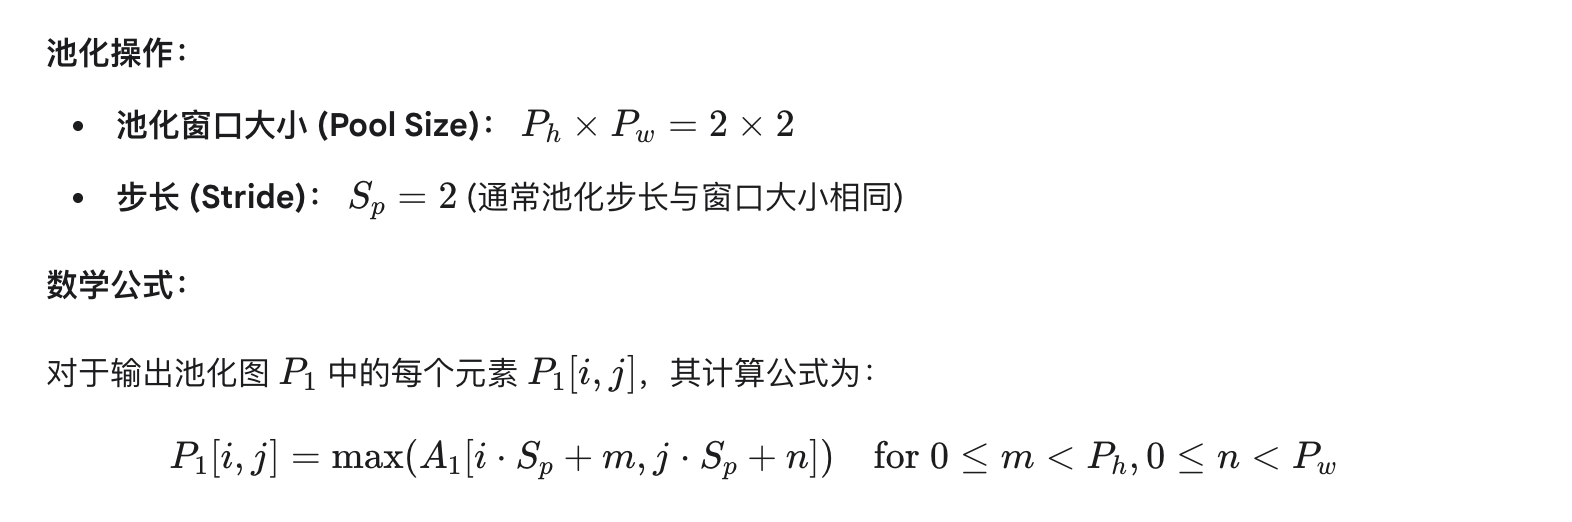 池化操作：
• 池化窗口大小 (Pool Size)： $P_h \times P_w = 2 \times 2$
• 步长 (Stride)： $S_p = 2$ (通常池化步长与窗口大小相同)
数学公式：
对于输出池化图 $P_1$ 中的每个元素 $P_1[i, j]$，其计算公式为：
$P_1[i, j] = \max(A_1[i \cdot S_p + m, j \cdot S_p + n]) \quad \text{for } 0 \leq m < P_h, 0 \leq n < P_w$